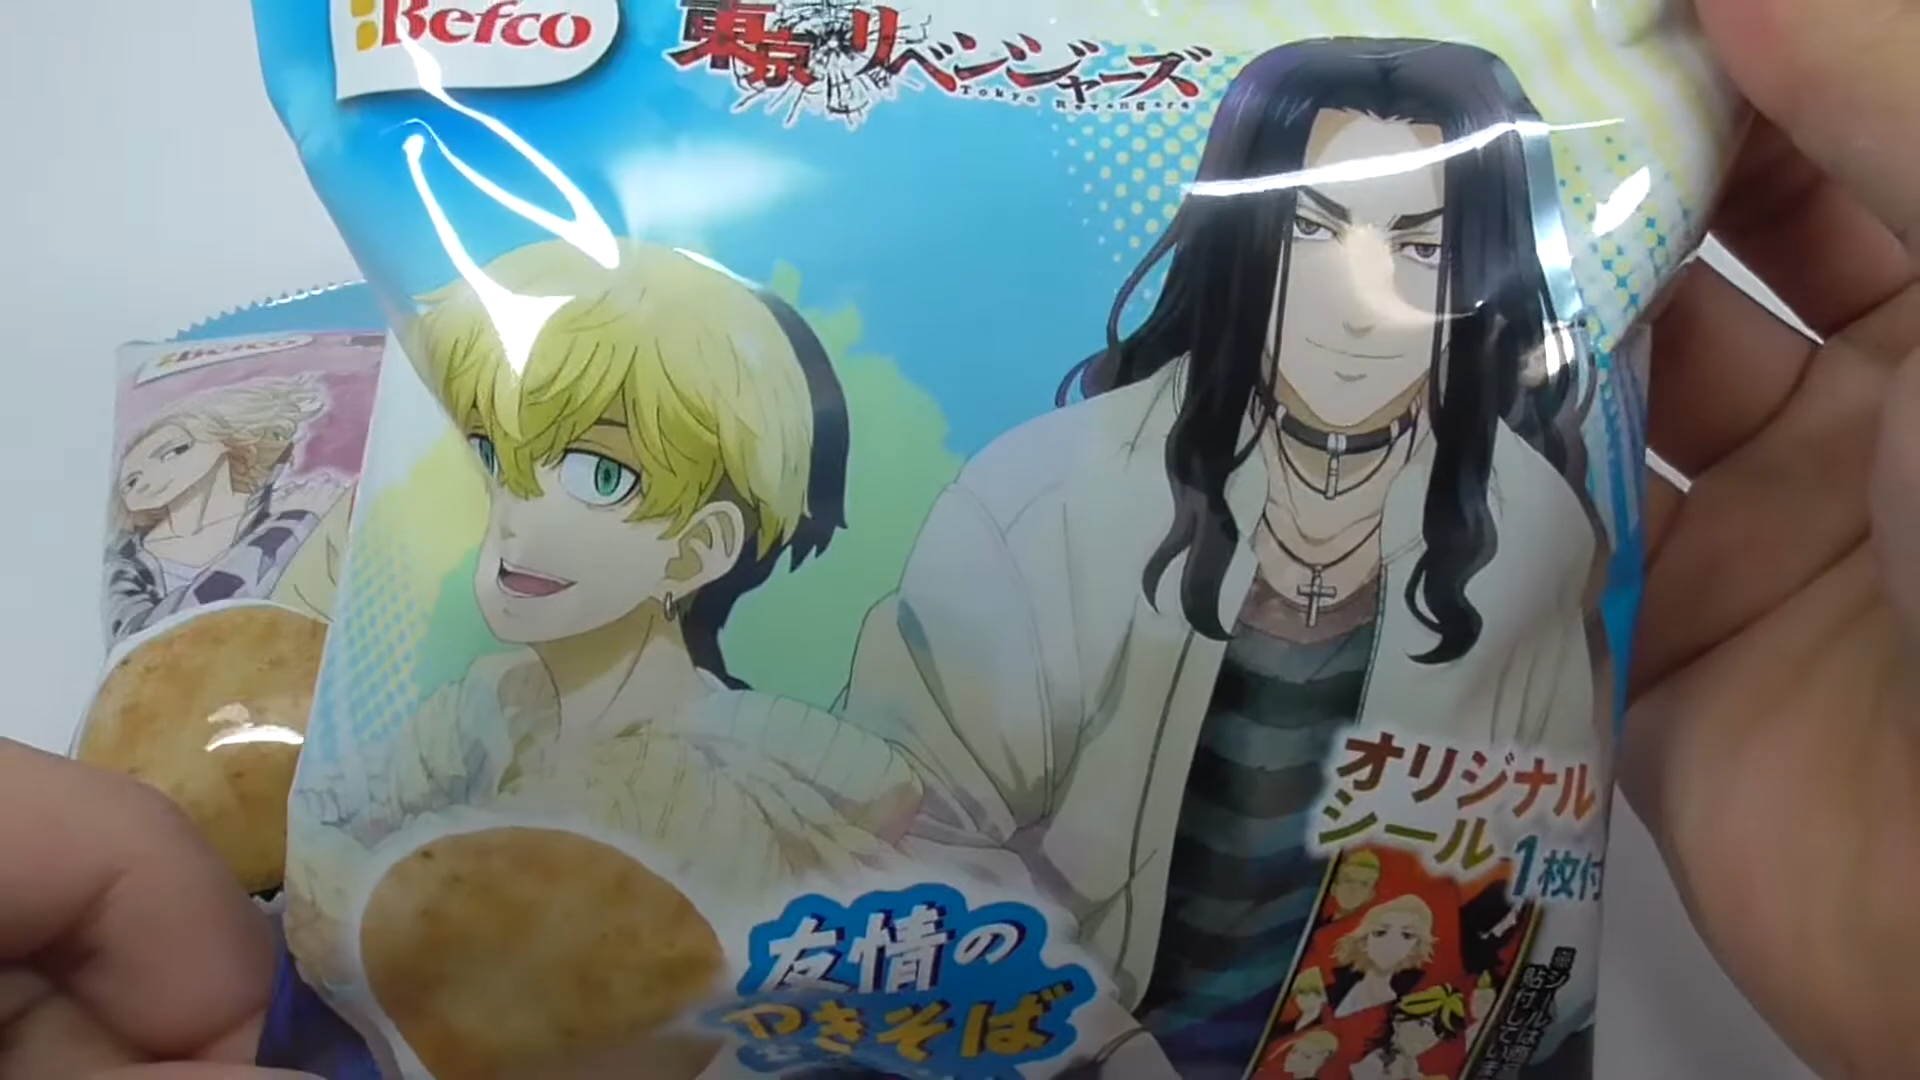 Befco
東京リベンジャーズ
Tokyo Revengers
Befco
オリジナル
シール
1枚付
友情の
やきそば